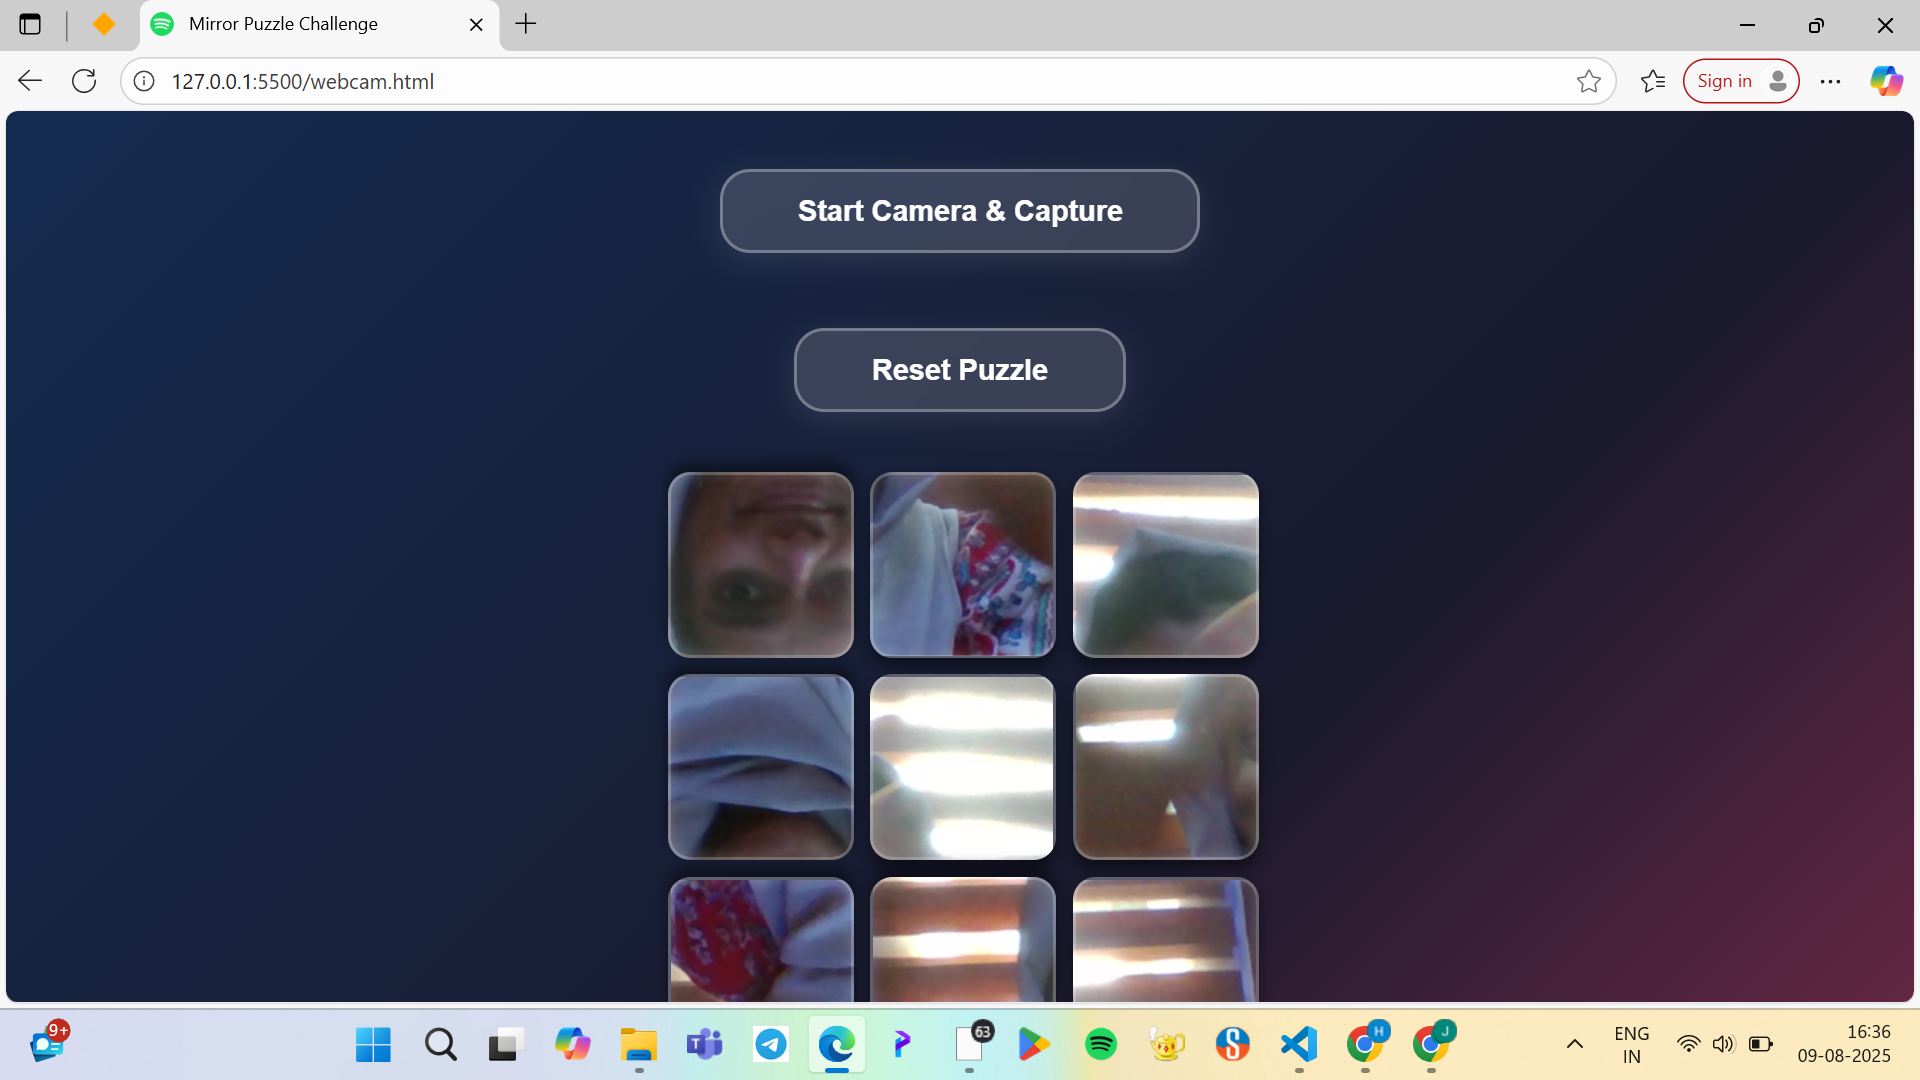 Mirror Puzzle Challenge
127.0.0.1:5500/webcam.html
Sign in
Start Camera & Capture
Reset Puzzle
9+
T
63
S
H
J
ENG
IN
16:36
09-08-2025